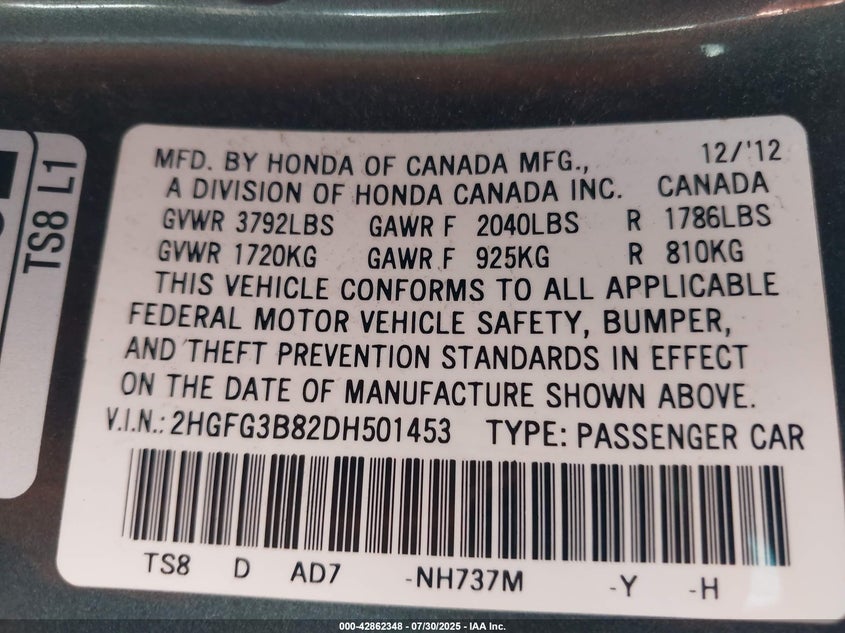 MFD. BY HONDA OF CANADA MFG., 12/'12
A DIVISION OF HONDA CANADA INC. CANADA
GVWR 3792LBS GAWR F 2040LBS R 1786LBS
GVWR 1720KG GAWR F 925KG R 810KG
THIS VEHICLE CONFORMS TO ALL APPLICABLE
FEDERAL MOTOR VEHICLE SAFETY, BUMPER,
AND THEFT PREVENTION STANDARDS IN EFFECT
ON THE DATE OF MANUFACTURE SHOWN ABOVE.
V.I.N.: 2HGFG3B82DH501453 TYPE: PASSENGER CAR
TS8 D AD7 -NH737M -Y -H
TS8 L1
000-42862348 - 07/30/2025 - IAA Inc.